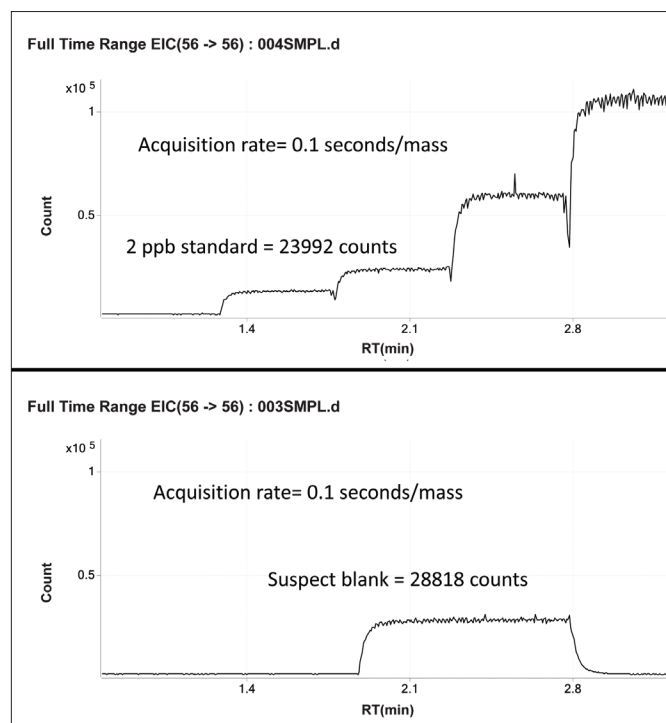 Full Time Range EIC(56 -> 56) : 004SMPL.d
x10 5
1
Acquisition rate= 0.1 seconds/mass
0.5
Count
2 ppb standard = 23992 counts
1.4 2.1 2.8
RT(min)
Full Time Range EIC(56 -> 56) : 003SMPL.d
x10 5
1
Acquisition rate= 0.1 seconds/mass
0.5
Count
Suspect blank = 28818 counts
1.4 2.1 2.8
RT(min)